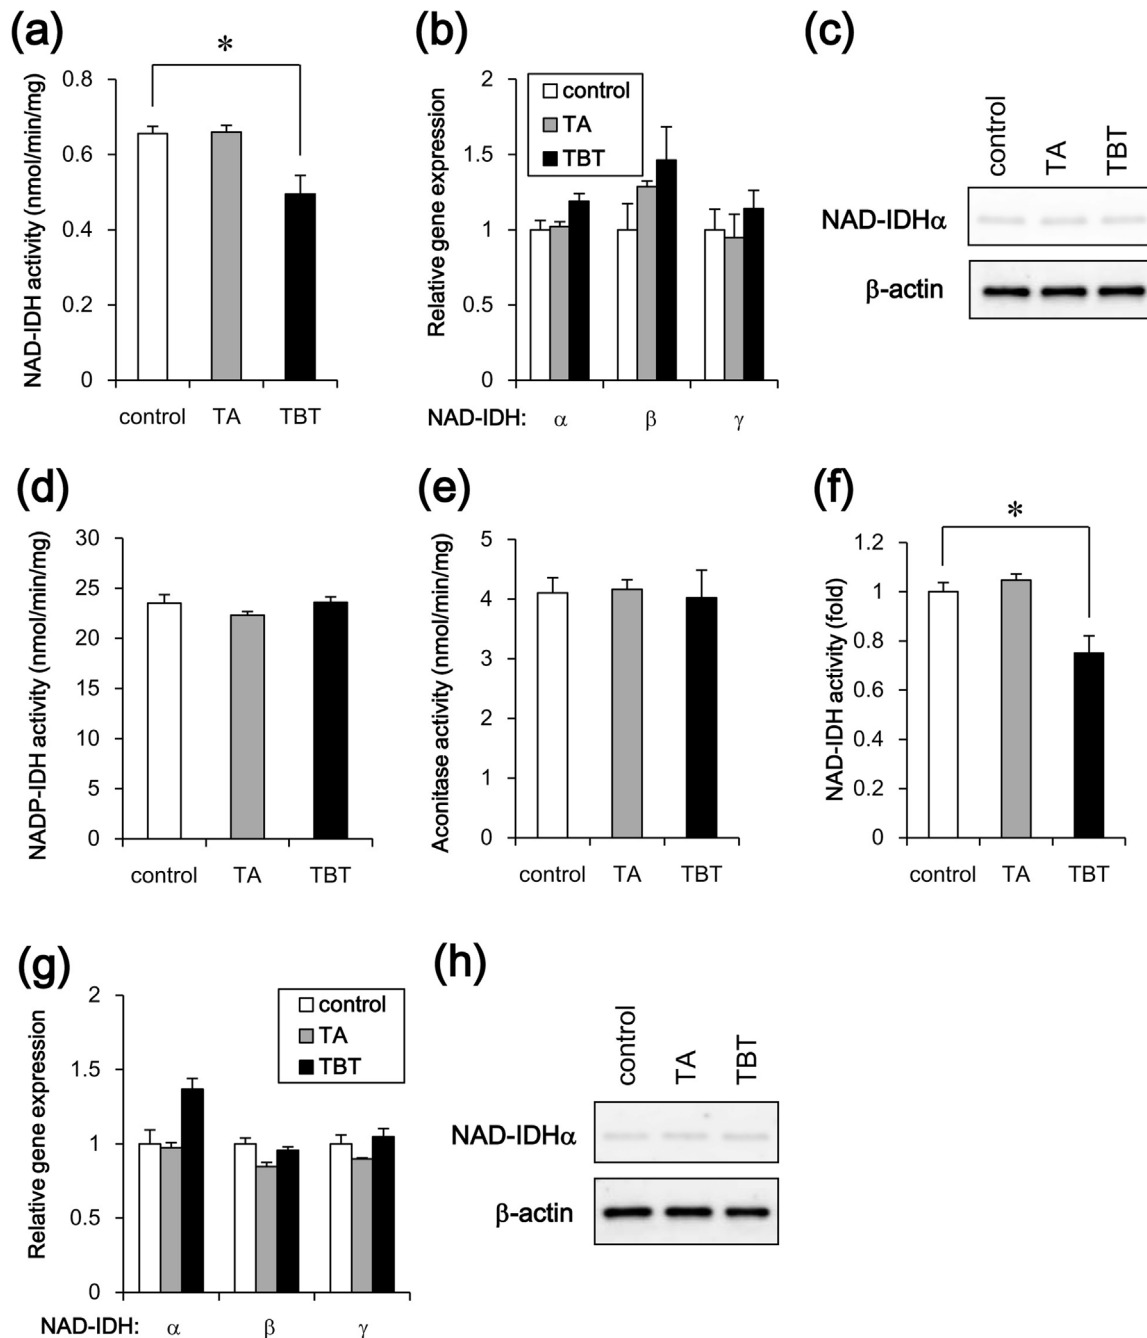 (a)
*
NAD-IDH activity (nmol/min/mg)
0.8
0.6
0.4
0.2
0
control TA TBT
(b)
Relative gene expression
2
1.5
1
0.5
0
control
TA
TBT
NAD-IDH: α β γ
(c)
control TA TBT
NAD-IDHα
β-actin
(d)
NADP-IDH activity (nmol/min/mg)
30
25
20
15
10
5
0
control TA TBT
(e)
Aconitase activity (nmol/min/mg)
5
4
3
2
1
0
control TA TBT
(f)
*
NAD-IDH activity (fold)
1.2
1
0.8
0.6
0.4
0.2
0
control TA TBT
(g)
Relative gene expression
2
1.5
1
0.5
0
control
TA
TBT
NAD-IDH: α β γ
(h)
control TA TBT
NAD-IDHα
β-actin